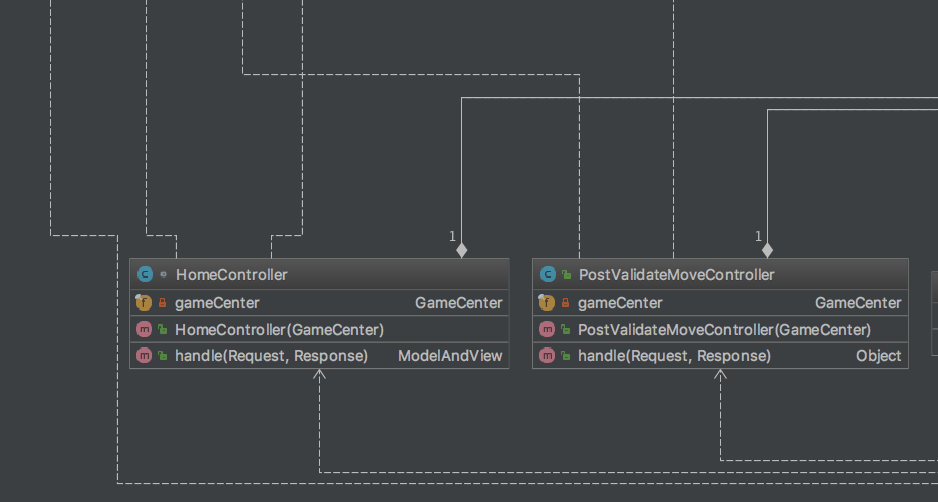 1
1
HomeController
gameCenter GameCenter
HomeController(GameCenter)
handle(Request, Response) ModelAndView
PostValidateMoveController
gameCenter GameCenter
PostValidateMoveController(GameCenter)
handle(Request, Response) Object